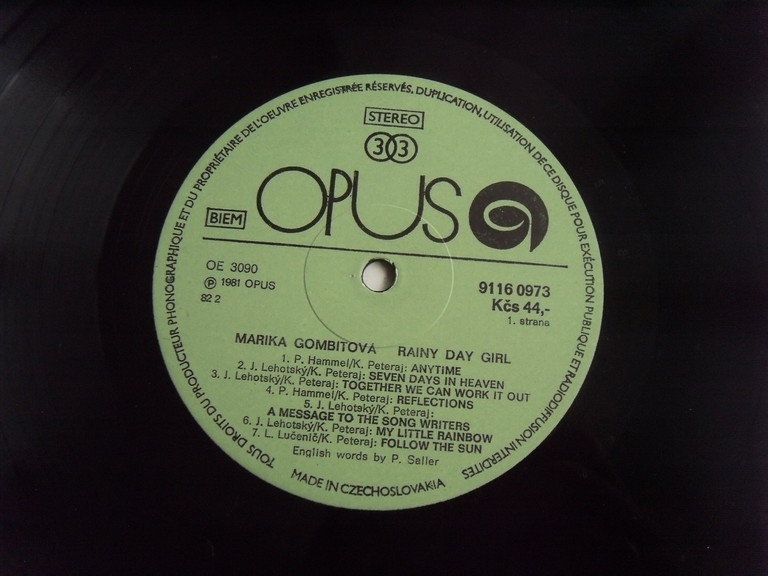 TOUS DROITS DU PRODUCTEUR PHONOGRAPHIQUE ET DU PROPRIÉTAIRE DE L'OEUVRE ENREGISTRÉE RÉSERVÉS. DUPLICATION, UTILISATION DE CE DISQUE POUR EXÉCUTION PUBLIQUE ET RADIODIFFUSION INTERDITES
STEREO
33
OPUS
BIEM
OE 3090
℗ 1981 OPUS
82 2
9116 0973
Kčs 44,-
1. strana
MARIKA GOMBITOVÁ RAINY DAY GIRL
1. P. Hammel/K. Peteraj: ANYTIME
2. J. Lehotský/K. Peteraj: SEVEN DAYS IN HEAVEN
3. J. Lehotský/K. Peteraj: TOGETHER WE CAN WORK IT OUT
4. P. Hammel/K. Peteraj: REFLECTIONS
5. J. Lehotský/K. Peteraj:
A MESSAGE TO THE SONG WRITERS
6. J. Lehotský/K. Peteraj: MY LITTLE RAINBOW
7. L. Lučenič/K. Peteraj: FOLLOW THE SUN
English words by P. Saller
MADE IN CZECHOSLOVAKIA